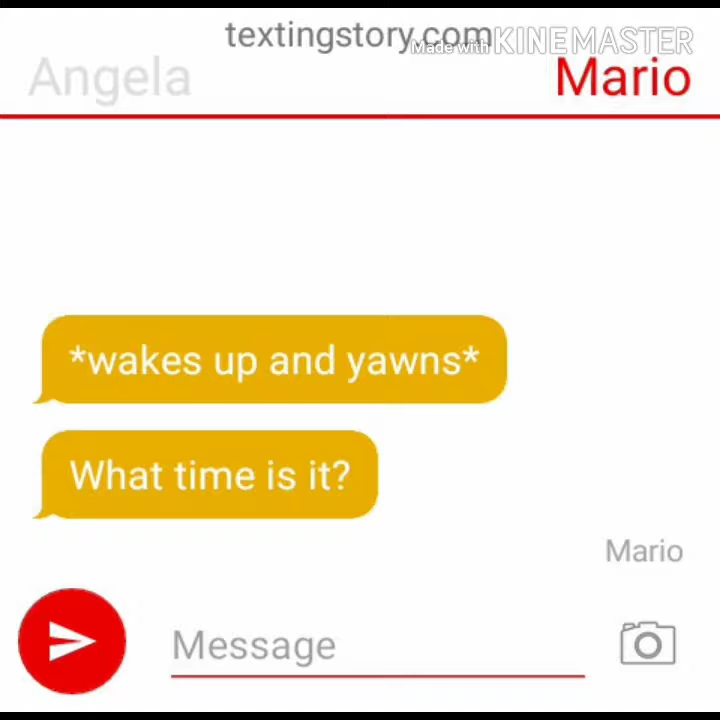 textingstory.com
Made with KINEMASTER
Angela
Mario
*wakes up and yawns*
What time is it?
Mario
Message